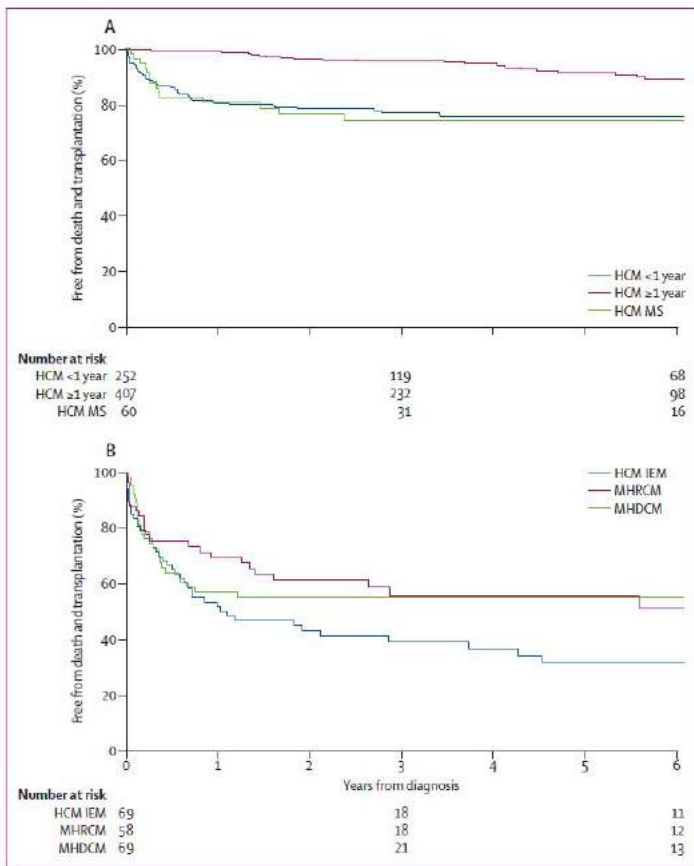 A
100
80
60
40
20
0
Free from death and transplantation (%)
HCM <1 year
HCM ≥1 year
HCM MS
Number at risk
HCM <1 year 252 119 68
HCM ≥1 year 407 232 98
HCM MS 60 31 16
B
100
80
60
40
20
0
Free from death and transplantation (%)
HCM IEM
MHRCM
MHDCM
0 1 2 3 4 5 6
Years from diagnosis
Number at risk
HCM IEM 69 18 11
MHRCM 58 18 12
MHDCM 69 21 13